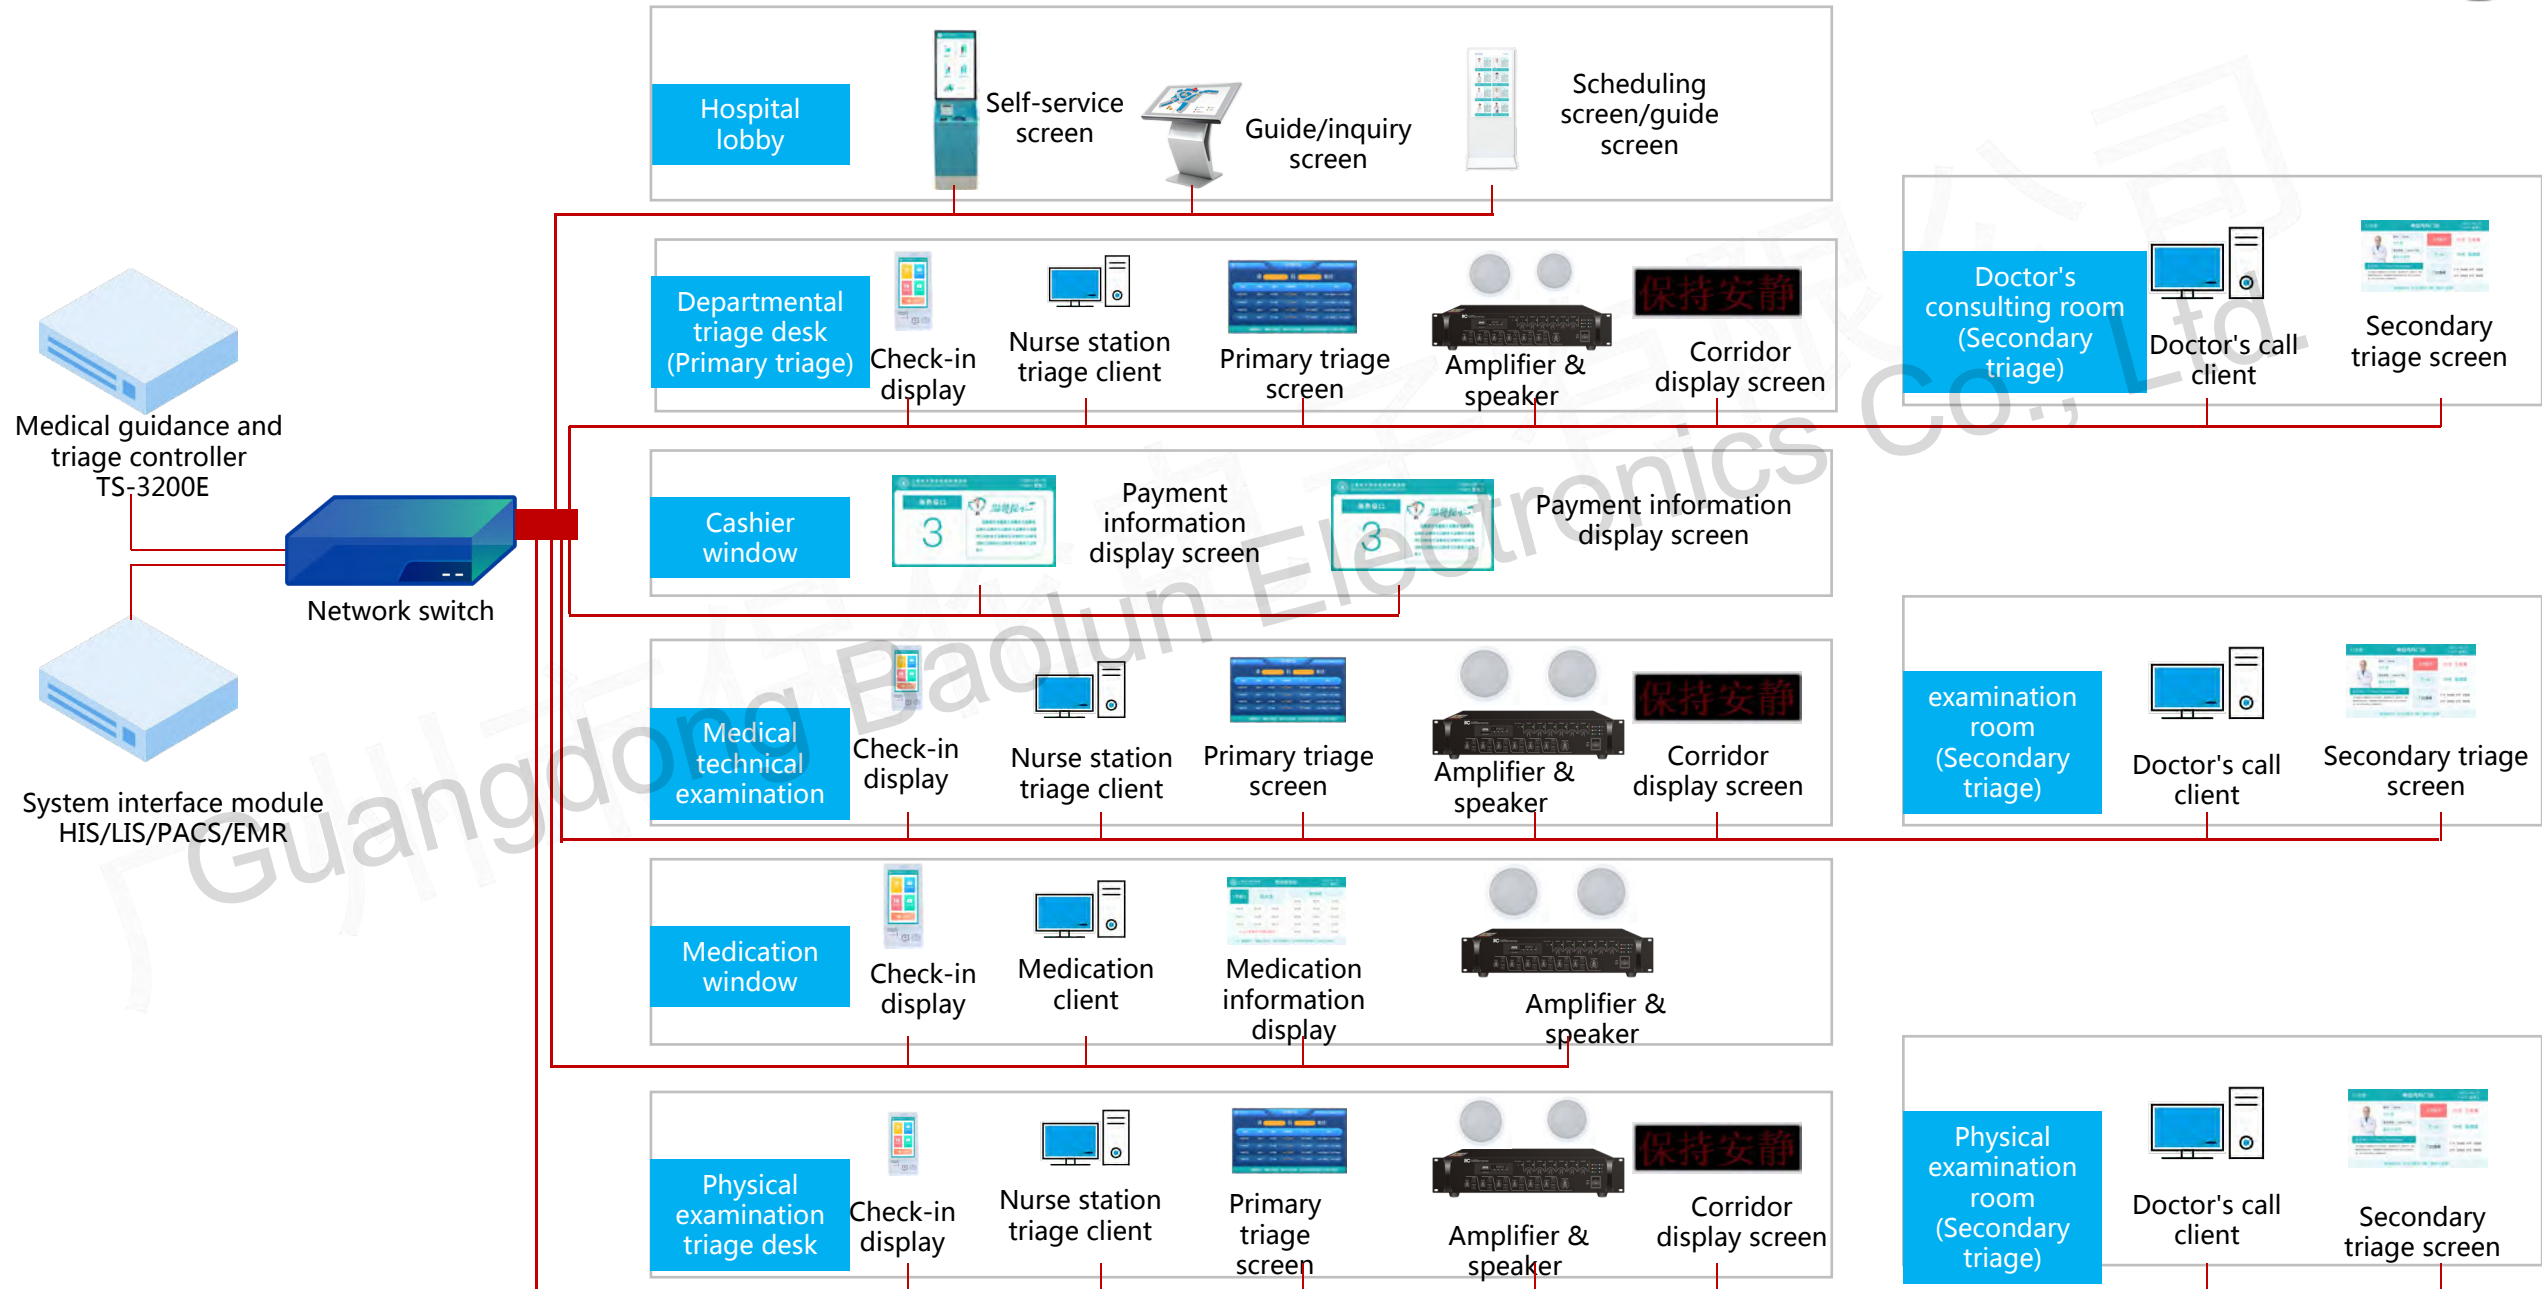 Hospital
lobby
Self-service
screen
Guide/inquiry
screen
Scheduling
screen/guide
screen
Departmental
triage desk
(Primary triage)
Check-in
display
Nurse station
triage client
Primary triage
screen
Amplifier &
speaker
保持安静
Corridor
display screen
Doctor's
consulting room
(Secondary
triage)
Doctor's call
client
Secondary
triage screen
Medical guidance and
triage controller
TS-3200E
Network switch
System interface module
HIS/LIS/PACS/EMR
Cashier
window
3
Payment
information
display screen
3
Payment information
display screen
Medical
technical
examination
Check-in
display
Nurse station
triage client
Primary triage
screen
Amplifier &
speaker
保持安静
Corridor
display screen
examination
room
(Secondary
triage)
Doctor's call
client
Secondary triage
screen
Medication
window
Check-in
display
Medication
client
Medication
information
display
Amplifier &
speaker
Physical
examination
triage desk
Check-in
display
Nurse station
triage client
Primary
triage
screen
Amplifier &
speaker
保持安静
Corridor
display screen
Physical
examination
room
(Secondary
triage)
Doctor's call
client
Secondary
triage screen
Guangdong Baolun Electronics Co., Ltd.